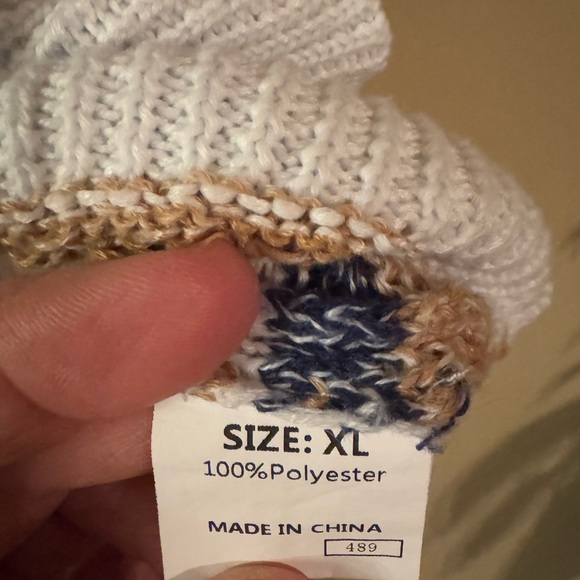 SIZE: XL
100%Polyester
MADE IN CHINA
489